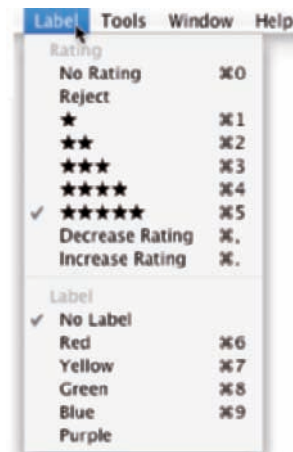 Label Tools Window Help
Rating
No Rating ⌘0
Reject
★ ⌘1
★★ ⌘2
★★★ ⌘3
★★★★ ⌘4
✓ ★★★★★ ⌘5
Decrease Rating ⌘,
Increase Rating ⌘.
Label
✓ No Label
Red ⌘6
Yellow ⌘7
Green ⌘8
Blue ⌘9
Purple